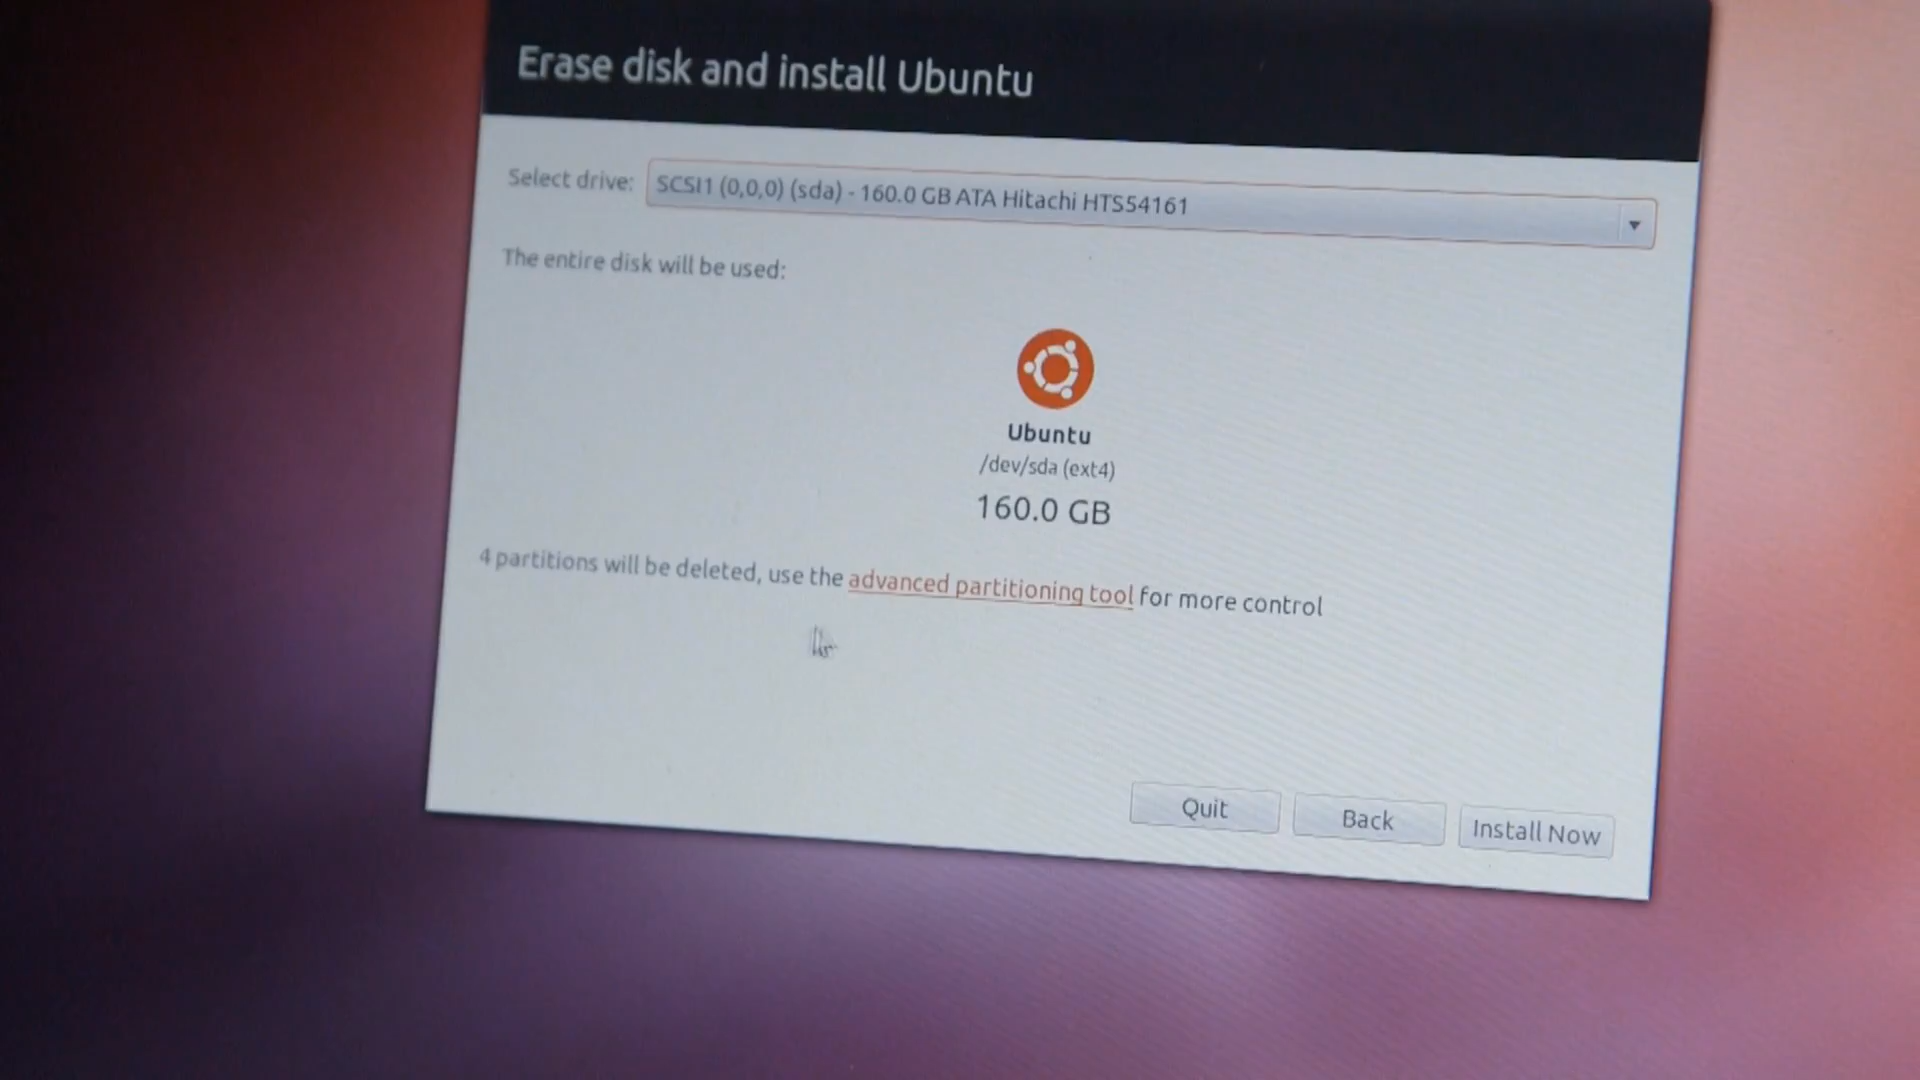 Erase disk and install Ubuntu
Select drive: SCSI1 (0,0,0) (sda) - 160.0 GB ATA Hitachi HTS54161
The entire disk will be used:
Ubuntu
/dev/sda (ext4)
160.0 GB
4 partitions will be deleted, use the advanced partitioning tool for more control
Quit Back Install Now